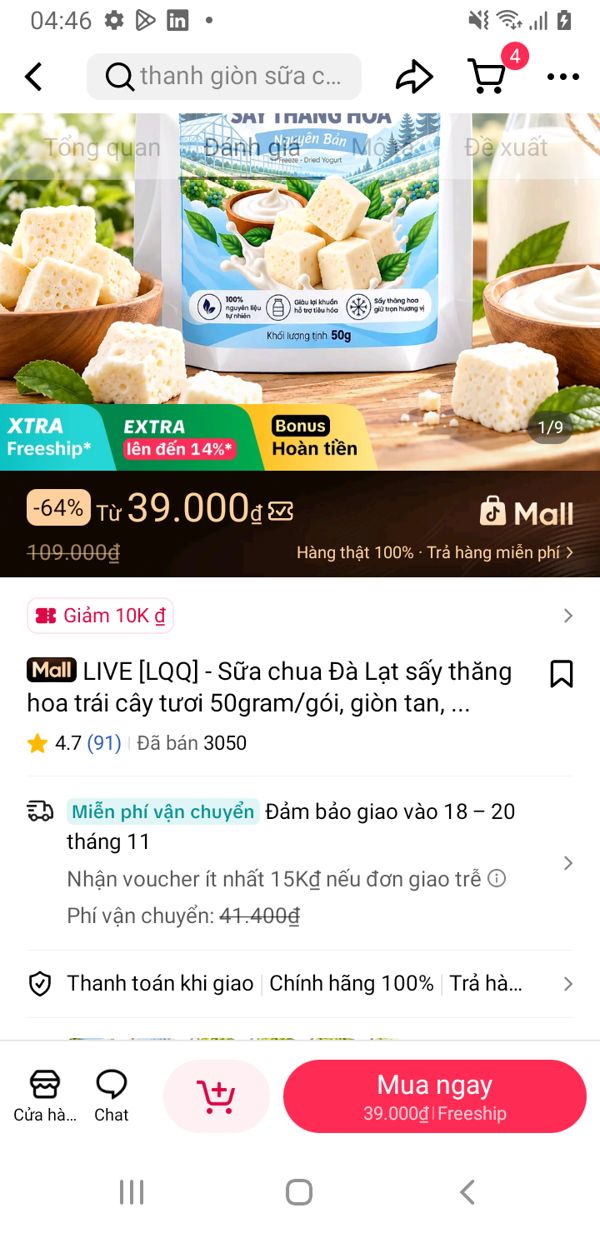 04:46
thanh giòn sữa c...
4
Tổng quan Đánh giá Mô tả Đề xuất
SẤY THĂNG HOA
Nguyên Bản
Freeze - Dried Yogurt
100%
nguyên liệu
tự nhiên
Giàu lợi khuẩn
hỗ trợ tiêu hóa
Sấy thăng hoa
giữ trọn hương vị
Khối lượng tịnh 50g
XTRA
Freeship*
EXTRA
lên đến 14%*
Bonus
Hoàn tiền
1/9
-64% Từ 39.000₫
Mall
109.000₫
Hàng thật 100% · Trả hàng miễn phí
Giảm 10K ₫
Mall LIVE [LQQ] - Sữa chua Đà Lạt sấy thăng
hoa trái cây tươi 50gram/gói, giòn tan, ...
4.7 (91) Đã bán 3050
Miễn phí vận chuyển Đảm bảo giao vào 18 – 20
tháng 11
Nhận voucher ít nhất 15K₫ nếu đơn giao trễ
Phí vận chuyển: 41.400₫
Thanh toán khi giao | Chính hãng 100% | Trả hà...
Cửa hà...
Chat
Mua ngay
39.000₫ | Freeship